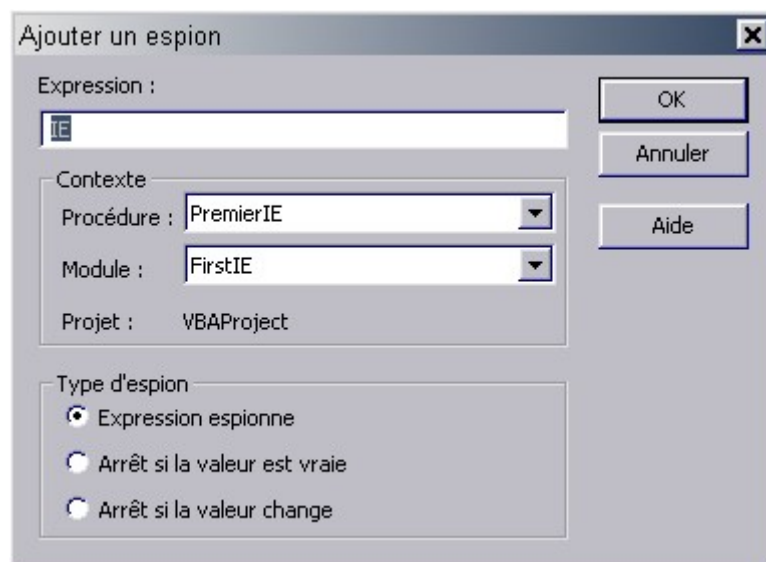 Ajouter un espion
Expression :
IE
OK
Annuler
Aide
Contexte
Procédure : PremierIE
Module : FirstIE
Projet : VBAProject
Type d'espion
Expression espionne
Arrêt si la valeur est vraie
Arrêt si la valeur change